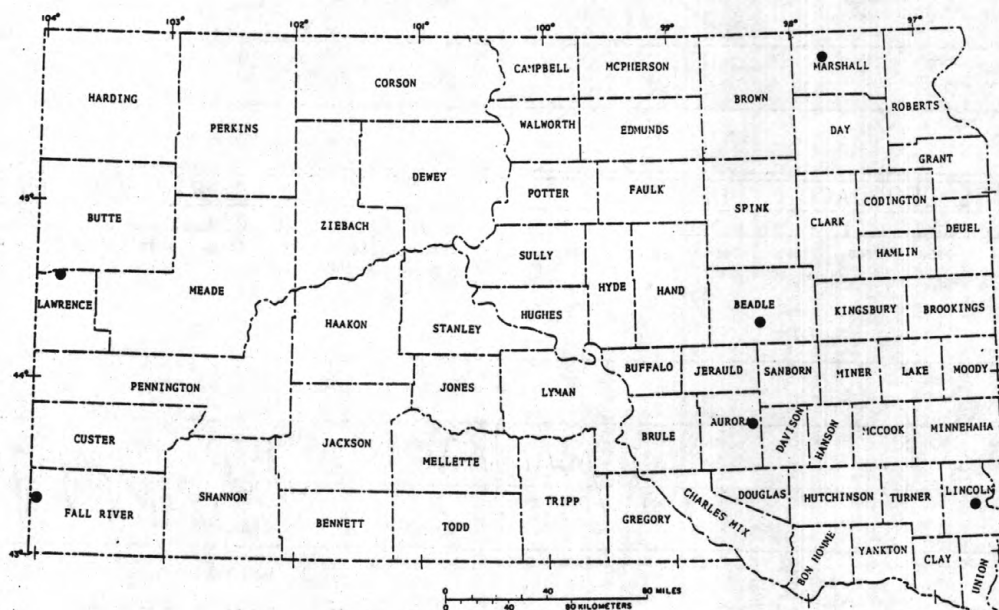 104° 103° 102° 101° 100° 99° 98° 97°
HARDING
PERKINS
CORSON
CAMPBELL
MCPHERSON
BROWN
MARSHALL
ROBERTS
WALWORTH
EDMUNDS
DAY
GRANT
DEWEY
POTTER
FAULK
SPINK
CLARK
CODINGTON
DEUEL
HAMLIN
45°
BUTTE
ZIEBACH
SULLY
HYDE
HAND
BEADLE
KINGSBURY
BROOKINGS
LAWRENCE
MEADE
HAAKON
STANLEY
HUGHES
44°
PENNINGTON
JONES
LYMAN
BUFFALO
JERAULD
SANBORN
MINER
LAKE
MOODY
CUSTER
JACKSON
MELLETTE
BRULE
AURORA
DAVISON
HANSON
MCCOOK
MINNEHAHA
FALL RIVER
SHANNON
BENNETT
TODD
TRIPP
GREGORY
CHARLES MIX
DOUGLAS
HUTCHINSON
TURNER
LINCOLN
43°
BON HOMME
YANKTON
CLAY
UNION
0 40 80 MILES
0 40 80 KILOMETERS